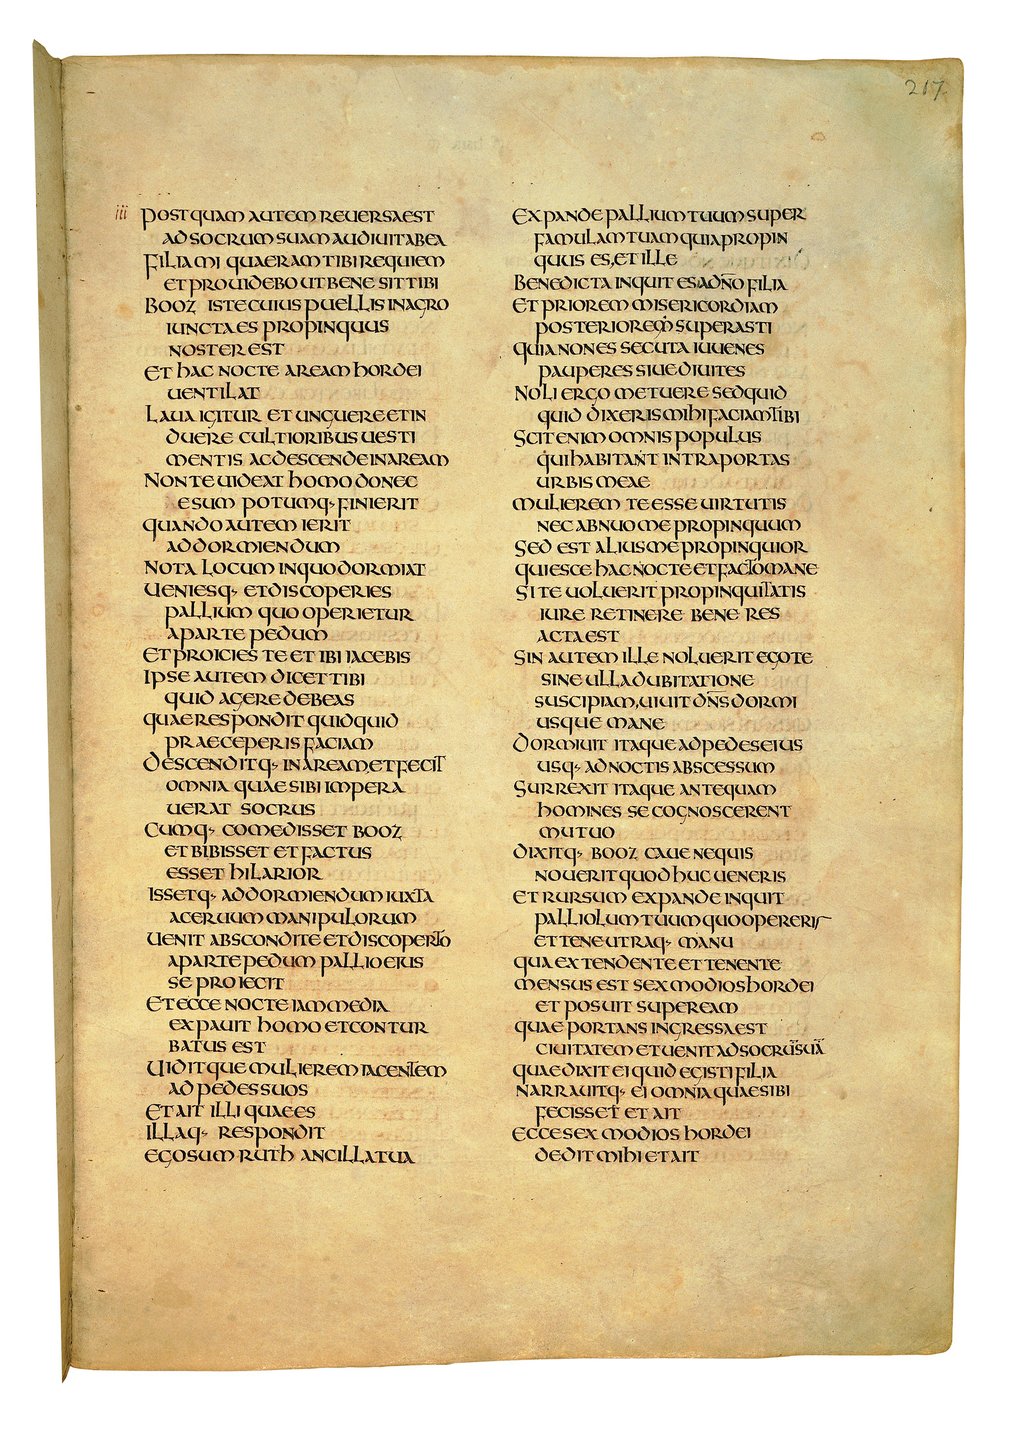 217
iii POSTQUAM AUTEM REUERSA EST
AD SOCRUM SUAM AUDIUIT AB EA
FILIA MI QUAERAM TIBI REQUIEM
ET PROUIDEBO UT BENE SIT TIBI
BOOZ ISTE CUIUS PUELLIS IN AGRO
IUNCTA ES PROPINQUUS
NOSTER EST
ET HAC NOCTE AREAM HORDEI
UENTILAT
LAUA IGITUR ET UNGUERE ET IN
DUERE CULTIORIBUS UESTI
MENTIS AC DESCENDE IN AREAM
NON TE UIDEAT HOMO DONEC
ESUM POTUMQ· FINIERIT
QUANDO AUTEM IERIT
AD DORMIENDUM
NOTA LOCUM IN QUO DORMIAT
UENIESQ· ET DISCOPERIES
PALLIUM QUO OPERIETUR
A PARTE PEDUM
ET PROICIES TE ET IBI IACEBIS
IPSE AUTEM DICET TIBI
QUID AGERE DEBEAS
QUAE RESPONDIT QUIDQUID
PRAECEPERIS FACIAM
DESCENDITQ· IN AREAM, ET FECIT
OMNIA QUAE SIBI IMPERA
UERAT SOCRUS
CUMQ· COMEDISSET BOOZ
ET BIBISSET ET FACTUS
ESSET HILARIOR
ISSETQ· AD DORMIENDUM IUXTA
ACERUUM MANIPULORUM
UENIT ABSCONDITE ET DISCOPERTO
A PARTE PEDUM PALLIO EIUS
SE PROIECIT
ET ECCE NOCTE IAM MEDIA
EXPAUIT HOMO ET CONTUR
BATUS EST
UIDITQUE MULIEREM IACENTEM
AD PEDES SUOS
ET AIT ILLI QUAE ES
ILLAQ· RESPONDIT
EGO SUM RUTH ANCILLA TUA
EXPANDE PALLIUM TUUM SUPER
FAMULAM TUAM QUIA PROPIN
QUUS ES, ET ILLE
BENEDICTA INQUIT ES A DN̄O FILIA
ET PRIOREM MISERICORDIAM
POSTERIOREM SUPERASTI
QUIA NON ES SECUTA IUUENES
PAUPERES SIUE DIUITES
NOLI ERGO METUERE SED QUID
QUID DIXERIS MIHI FACIAM TIBI
SCIT ENIM OMNIS POPULUS
QUI HABITANT INTRA PORTAS
URBIS MEAE
MULIEREM TE ESSE UIRTUTIS
NEC ABNUO ME PROPINQUUM
SED EST ALIUS ME PROPINQUIOR
QUIESCE HAC NOCTE ET FACTO MANE
SI TE UOLUERIT PROPINQUITATIS
IURE RETINERE BENE RES
ACTA EST
SIN AUTEM ILLE NOLUERIT EGO TE
SINE ULLA DUBITATIONE
SUSCIPIAM, UIUIT DN̄S DORMI
USQUE MANE
DORMIUIT ITAQUE AD PEDES EIUS
USQ· AD NOCTIS ABSCESSUM
SURREXIT ITAQUE ANTEQUAM
HOMINES SE COGNOSCERENT
MUTUO
DIXITQ· BOOZ CAUE NE QUIS
NOUERIT QUOD HUC UENERIS
ET RURSUM EXPANDE INQUIT
PALLIOLUM TUUM QUO OPERERIS
ET TENE UTRAQ· MANU
QUA EXTENDENTE ET TENENTE
MENSUS EST SEX MODIOS HORDEI
ET POSUIT SUPER EAM
QUAE PORTANS INGRESSA EST
CIUITATEM ET UENIT AD SOCRŪ SUĀ
QUAE DIXIT EI QUID EGISTI FILIA
NARRAUITQ· EI OMNIA QUAE SIBI
FECISSET ET AIT
ECCE SEX MODIOS HORDEI
DEDIT MIHI ET AIT